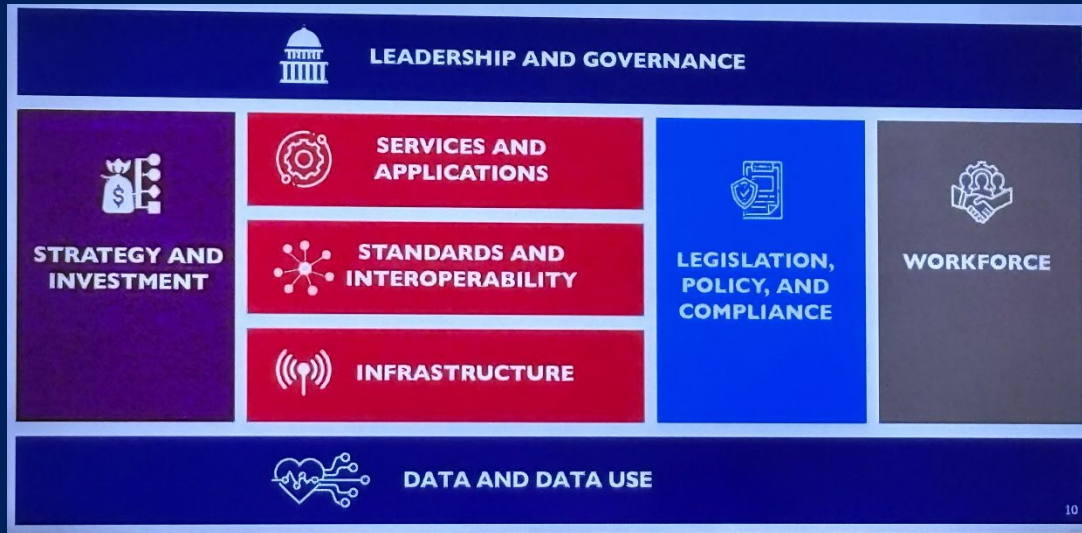 LEADERSHIP AND GOVERNANCE
$
STRATEGY AND
INVESTMENT
SERVICES AND
APPLICATIONS
STANDARDS AND
INTEROPERABILITY
INFRASTRUCTURE
LEGISLATION,
POLICY, AND
COMPLIANCE
WORKFORCE
DATA AND DATA USE
10